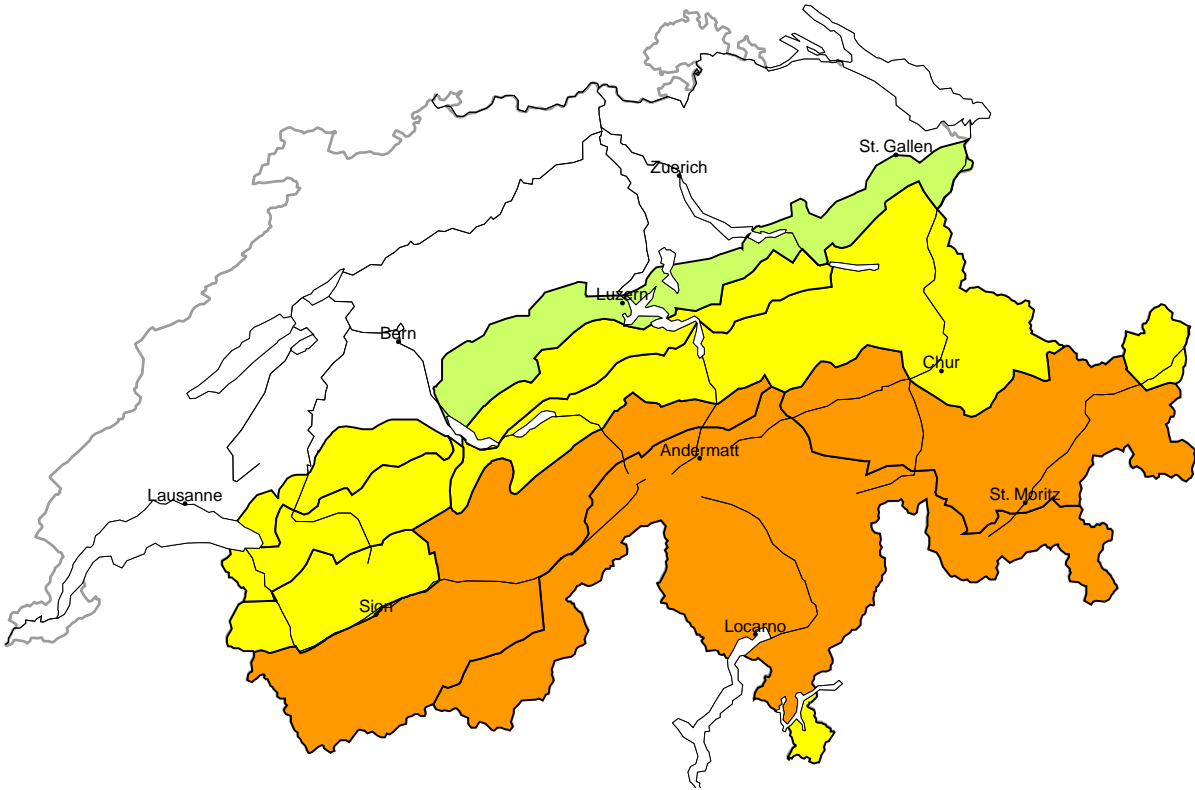 St. Gallen
Zuerich
Luzern
Bern
Chur
Andermatt
Lausanne
St. Moritz
Sion
Locarno